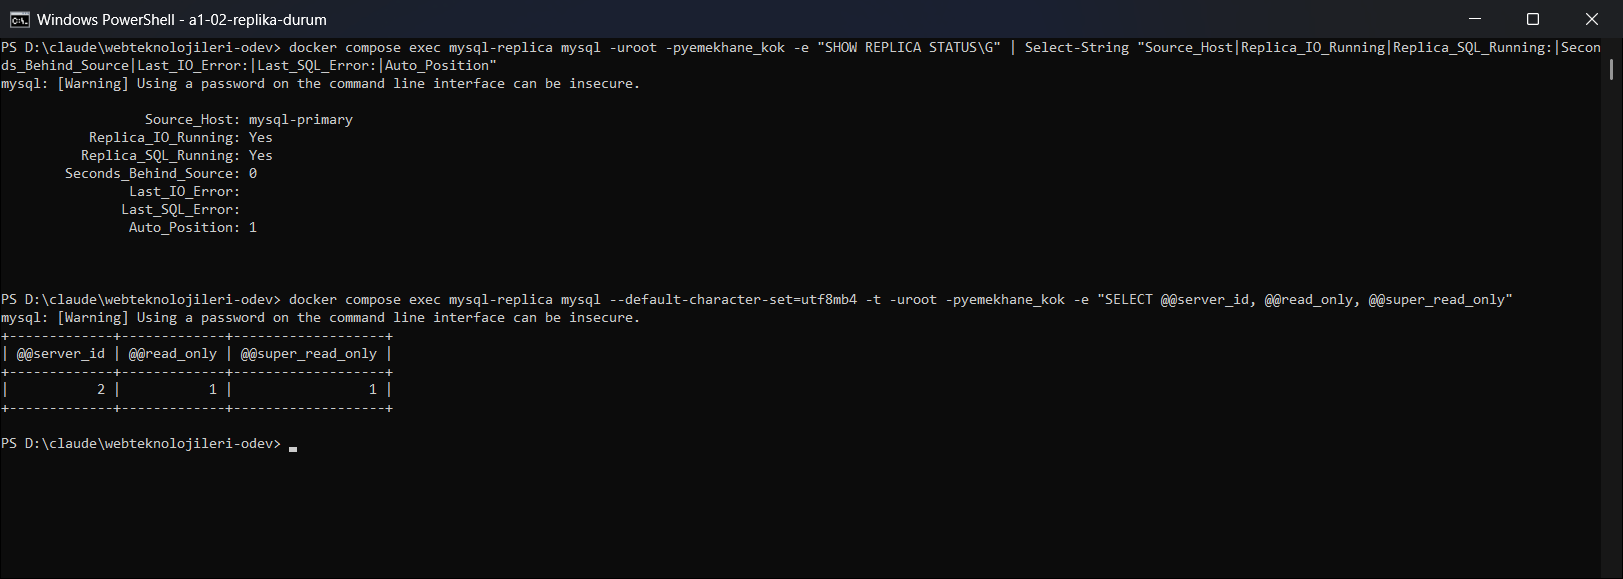 Windows PowerShell - a1-02-replika-durum
PS D:\claude\webteknolojileri-odev> docker compose exec mysql-replica mysql -uroot -pyemekhane_kok -e "SHOW REPLICA STATUS\G" | Select-String "Source_Host|Replica_IO_Running|Replica_SQL_Running:|Secon
ds_Behind_Source|Last_IO_Error:|Last_SQL_Error:|Auto_Position"
mysql: [Warning] Using a password on the command line interface can be insecure.
Source_Host: mysql-primary
Replica_IO_Running: Yes
Replica_SQL_Running: Yes
Seconds_Behind_Source: 0
Last_IO_Error:
Last_SQL_Error:
Auto_Position: 1
PS D:\claude\webteknolojileri-odev> docker compose exec mysql-replica mysql --default-character-set=utf8mb4 -t -uroot -pyemekhane_kok -e "SELECT @@server_id, @@read_only, @@super_read_only"
mysql: [Warning] Using a password on the command line interface can be insecure.
+-------------+-------------+-------------------+
| @@server_id | @@read_only | @@super_read_only |
+-------------+-------------+-------------------+
|           2 |           1 |                 1 |
+-------------+-------------+-------------------+
PS D:\claude\webteknolojileri-odev>